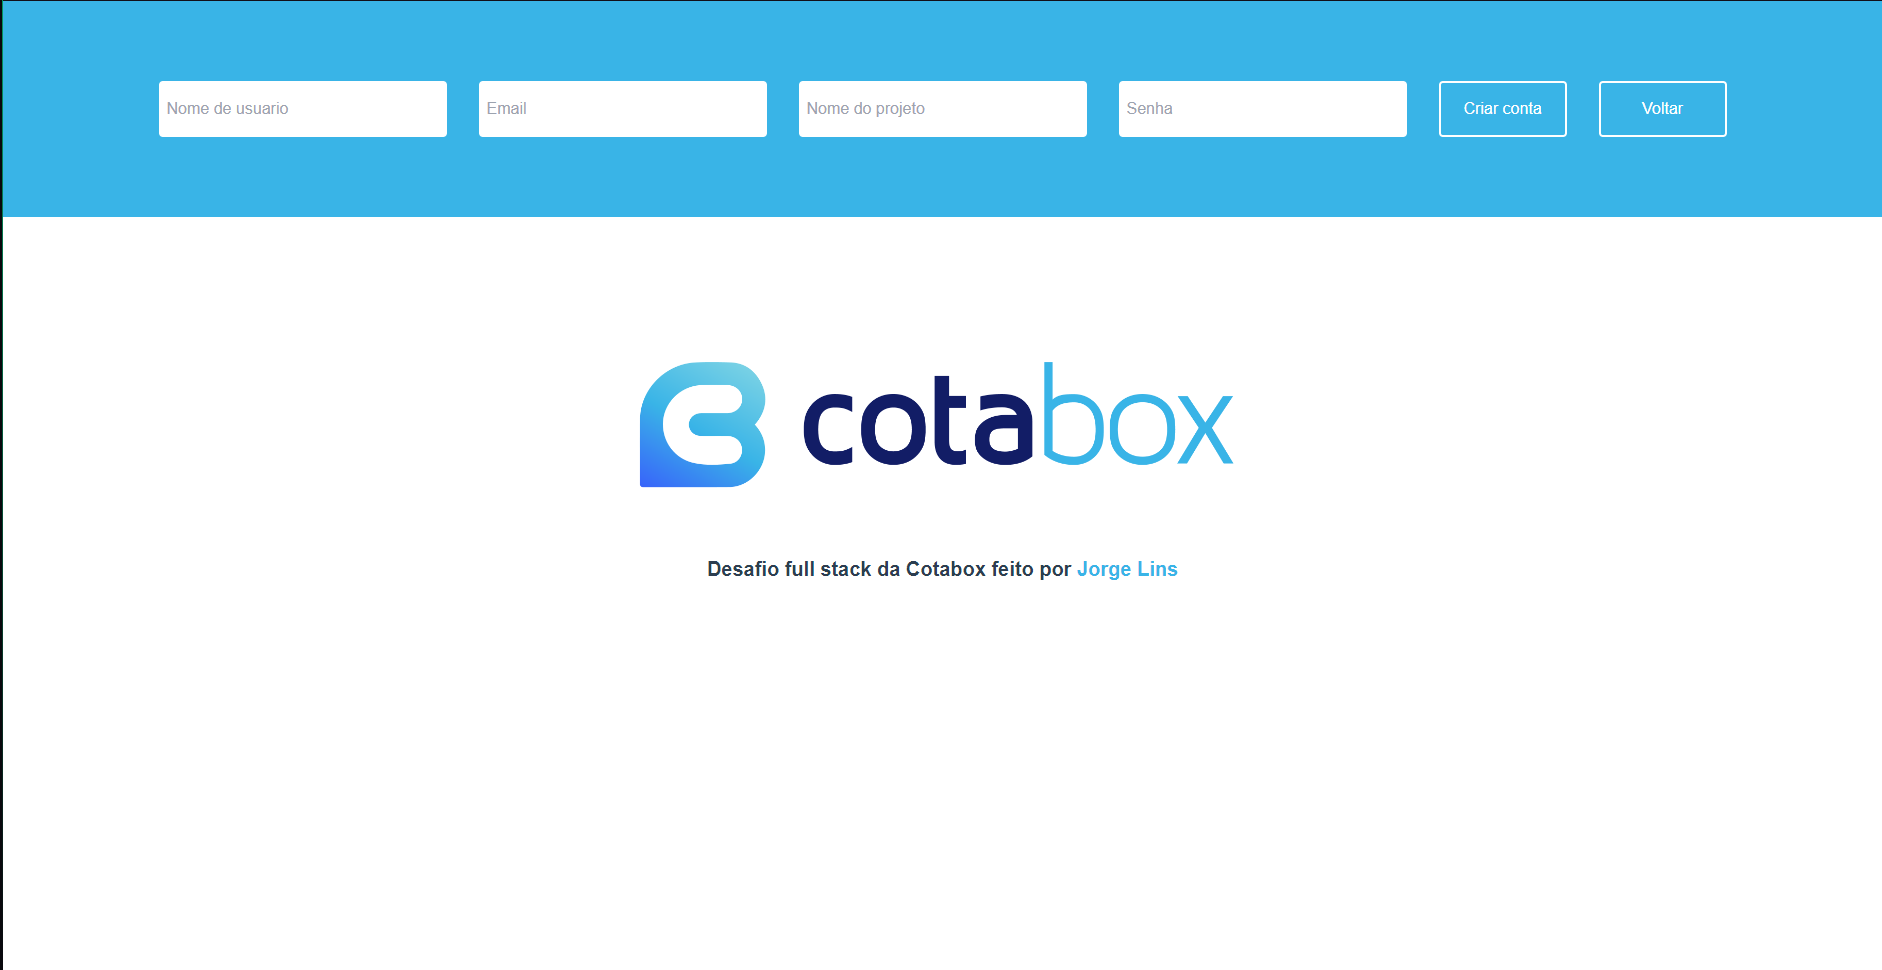 Nome de usuario Email Nome do projeto Senha Criar conta Voltar
cotabox
Desafio full stack da Cotabox feito por Jorge Lins